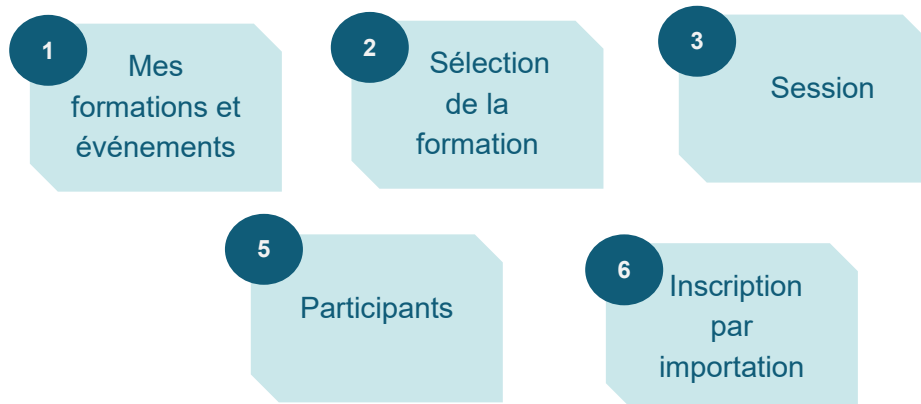 1
Mes
formations et
événements
2
Sélection
de la
formation
3
Session
5
Participants
6
Inscription
par
importation